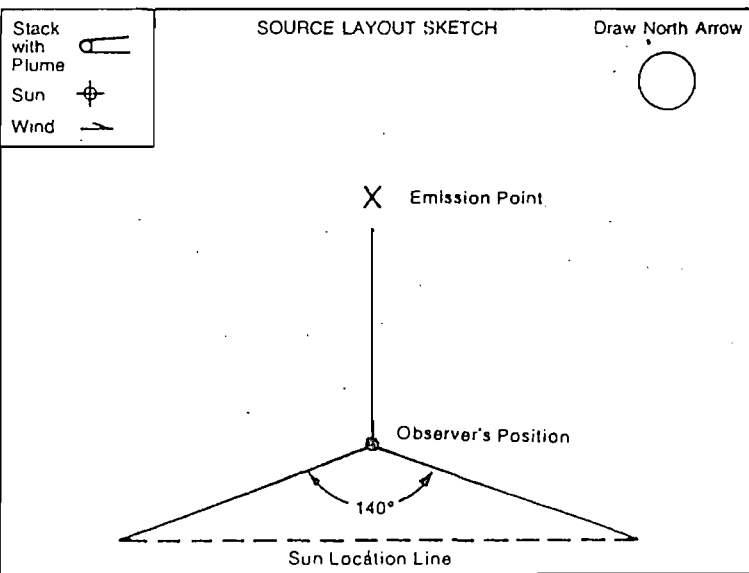 Stack
with
Plume
Sun
Wind
SOURCE LAYOUT SKETCH
Draw North Arrow
X Emission Point
Observer's Position
140°
Sun Location Line